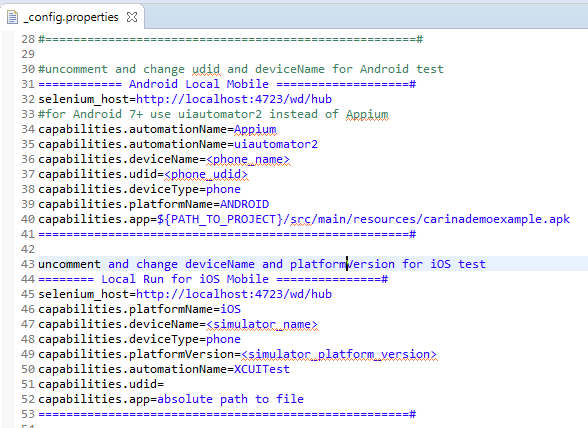 _config.properties
28 #==================================================#
29
30 #uncomment and change udid and deviceName for Android test
31 ============ Android Local Mobile ==================#
32 selenium_host=http://localhost:4723/wd/hub
33 #for Android 7+ use uiautomator2 instead of Appium
34 capabilities.automationName=Appium
35 capabilities.automationName=uiautomator2
36 capabilities.deviceName=<phone_name>
37 capabilities.udid=<phone_udid>
38 capabilities.deviceType=phone
39 capabilities.platformName=ANDROID
40 capabilities.app=${PATH_TO_PROJECT}/src/main/resources/carinademoexample.apk
41 ==================================================#
42
43 uncomment and change deviceName and platformVersion for iOS test
44 ======== Local Run for iOS Mobile ===============#
45 selenium_host=http://localhost:4723/wd/hub
46 capabilities.platformName=iOS
47 capabilities.deviceName=<simulator_name>
48 capabilities.deviceType=phone
49 capabilities.platformVersion=<simulator_platform_version>
50 capabilities.automationName=XCUITest
51 capabilities.udid=
52 capabilities.app=absolute path to file
53 ==================================================#
54